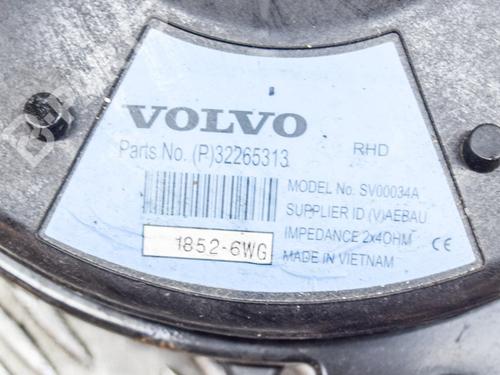 VOLVO
Parts No. (P)32265313
RHD
MODEL No. SV00034A
SUPPLIER ID (V)AEBAU
IMPEDANCE 2x4OHM
CE
1852-6WG
MADE IN VIETNAM